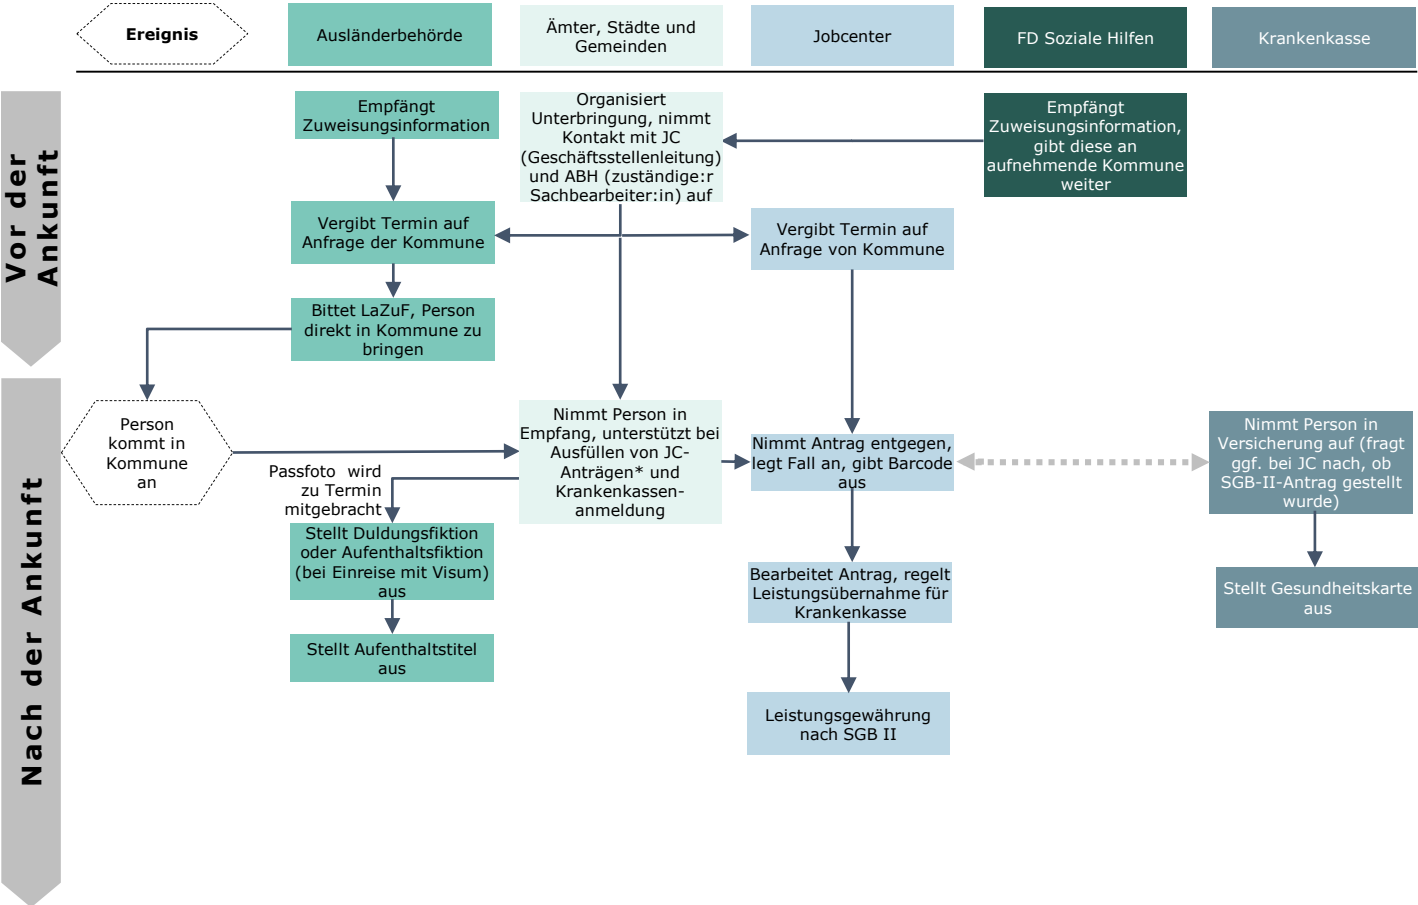 Ereignis
Ausländerbehörde
Ämter, Städte und
Gemeinden
Jobcenter
FD Soziale Hilfen
Krankenkasse
Vor der
Ankunft
Empfängt
Zuweisungsinformation
Organisiert
Unterbringung, nimmt
Kontakt mit JC
(Geschäftsstellenleitung)
und ABH (zuständige:r
Sachbearbeiter:in) auf
Empfängt
Zuweisungsinformation,
gibt diese an
aufnehmende Kommune
weiter
Vergibt Termin auf
Anfrage der Kommune
Vergibt Termin auf
Anfrage von Kommune
Bittet LaZuF, Person
direkt in Kommune zu
bringen
Nach der Ankunft
Person
kommt in
Kommune
an
Nimmt Person in
Empfang, unterstützt bei
Ausfüllen von JC-
Anträgen* und
Krankenkassen-
anmeldung
Nimmt Antrag entgegen,
legt Fall an, gibt Barcode
aus
Nimmt Person in
Versicherung auf (fragt
ggf. bei JC nach, ob
SGB-II-Antrag gestellt
wurde)
Passfoto wird
zu Termin
mitgebracht
Stellt Duldungsfiktion
oder Aufenthaltsfiktion
(bei Einreise mit Visum)
aus
Bearbeitet Antrag, regelt
Leistungsübernahme für
Krankenkasse
Stellt Gesundheitskarte
aus
Stellt Aufenthaltstitel
aus
Leistungsgewährung
nach SGB II